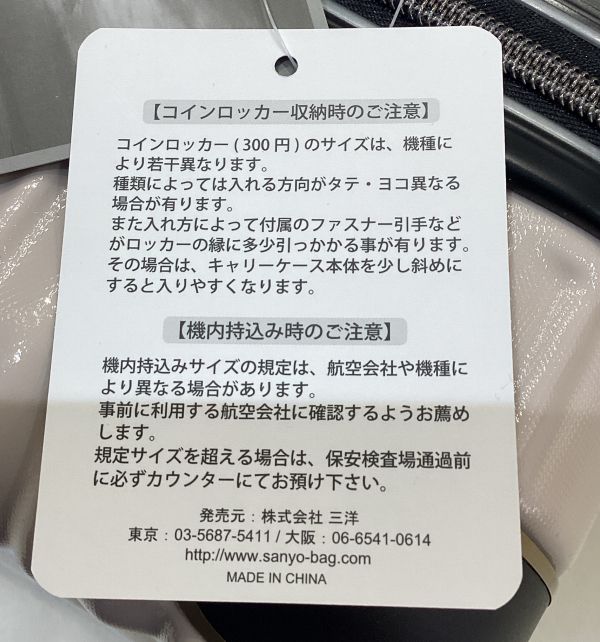 【コインロッカー収納時のご注意】
コインロッカー ( 300 円 ) のサイズは、機種に
より若干異なります。
種類によっては入れる方向がタテ・ヨコ異なる
場合が有ります。
また入れ方によって付属のファスナー引手など
がロッカーの縁に多少引っかかる事が有ります。
その場合は、キャリーケース本体を少し斜めに
すると入りやすくなります。
【機内持込み時のご注意】
機内持込みサイズの規定は、航空会社や機種に
より異なる場合があります。
事前に利用する航空会社に確認するようお薦め
します。
規定サイズを超える場合は、保安検査場通過前
に必ずカウンターにてお預け下さい。
発売元：株式会社 三洋
東京：03-5687-5411 / 大阪：06-6541-0614
http://www.sanyo-bag.com
MADE IN CHINA